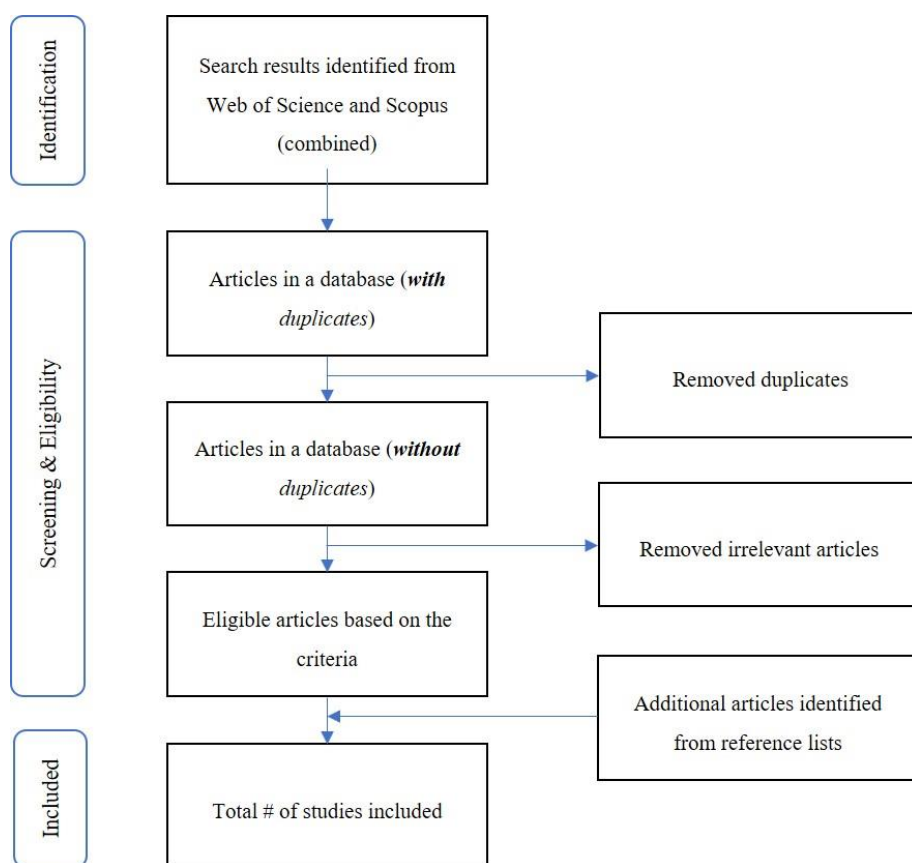 Identification
Search results identified from
Web of Science and Scopus
(combined)
Screening & Eligibility
Articles in a database (with
duplicates)
Removed duplicates
Articles in a database (without
duplicates)
Removed irrelevant articles
Eligible articles based on the
criteria
Additional articles identified
from reference lists
Included
Total # of studies included